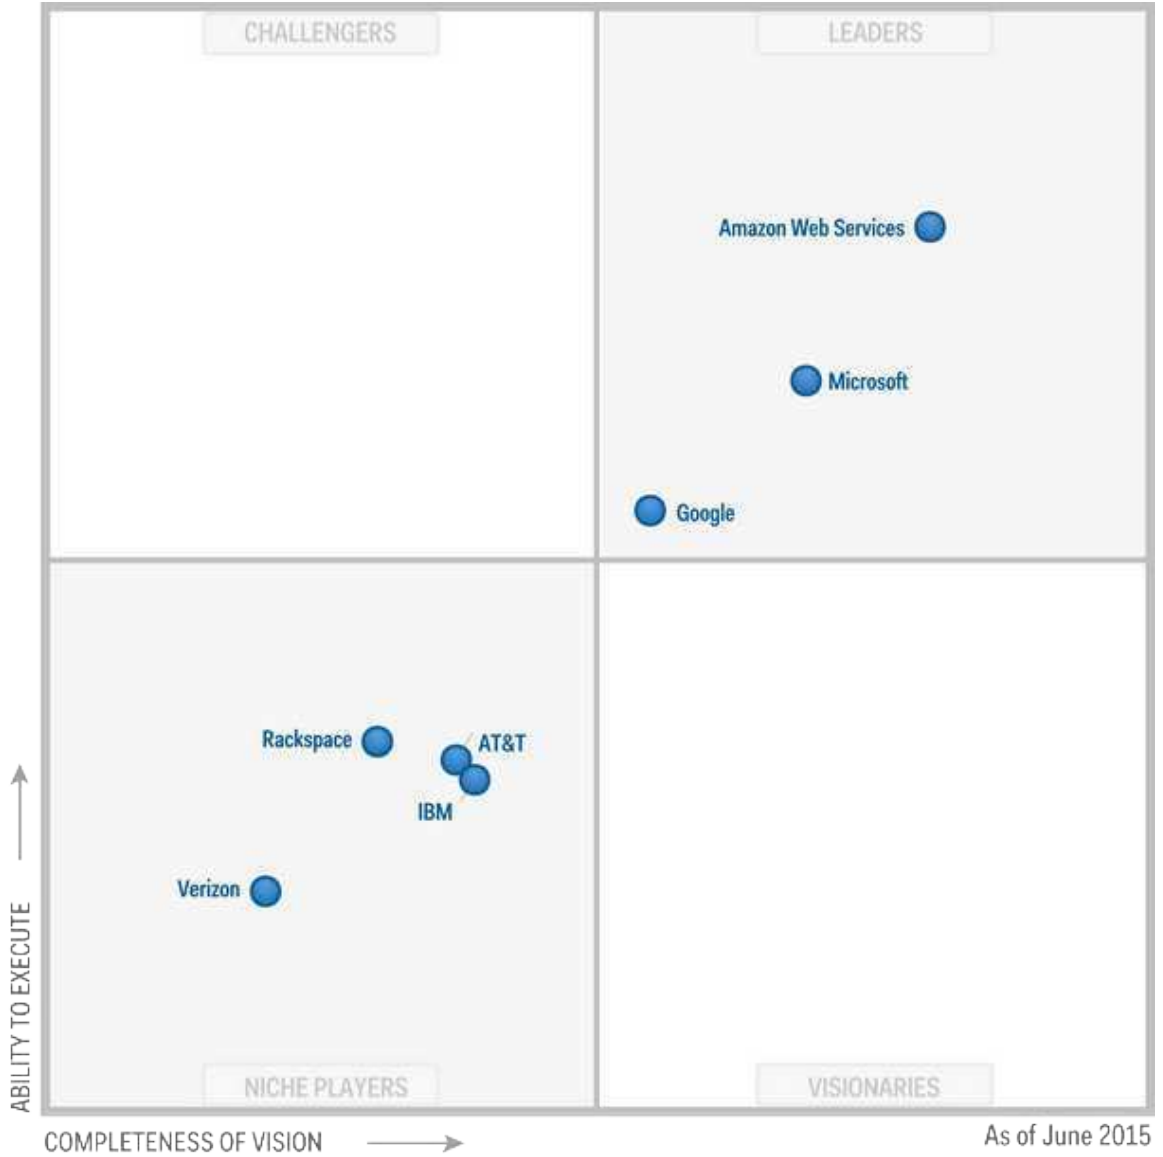 CHALLENGERS
LEADERS
Amazon Web Services
Microsoft
Google
Rackspace
AT&T
IBM
Verizon
ABILITY TO EXECUTE
NICHE PLAYERS
VISIONARIES
COMPLETENESS OF VISION
As of June 2015